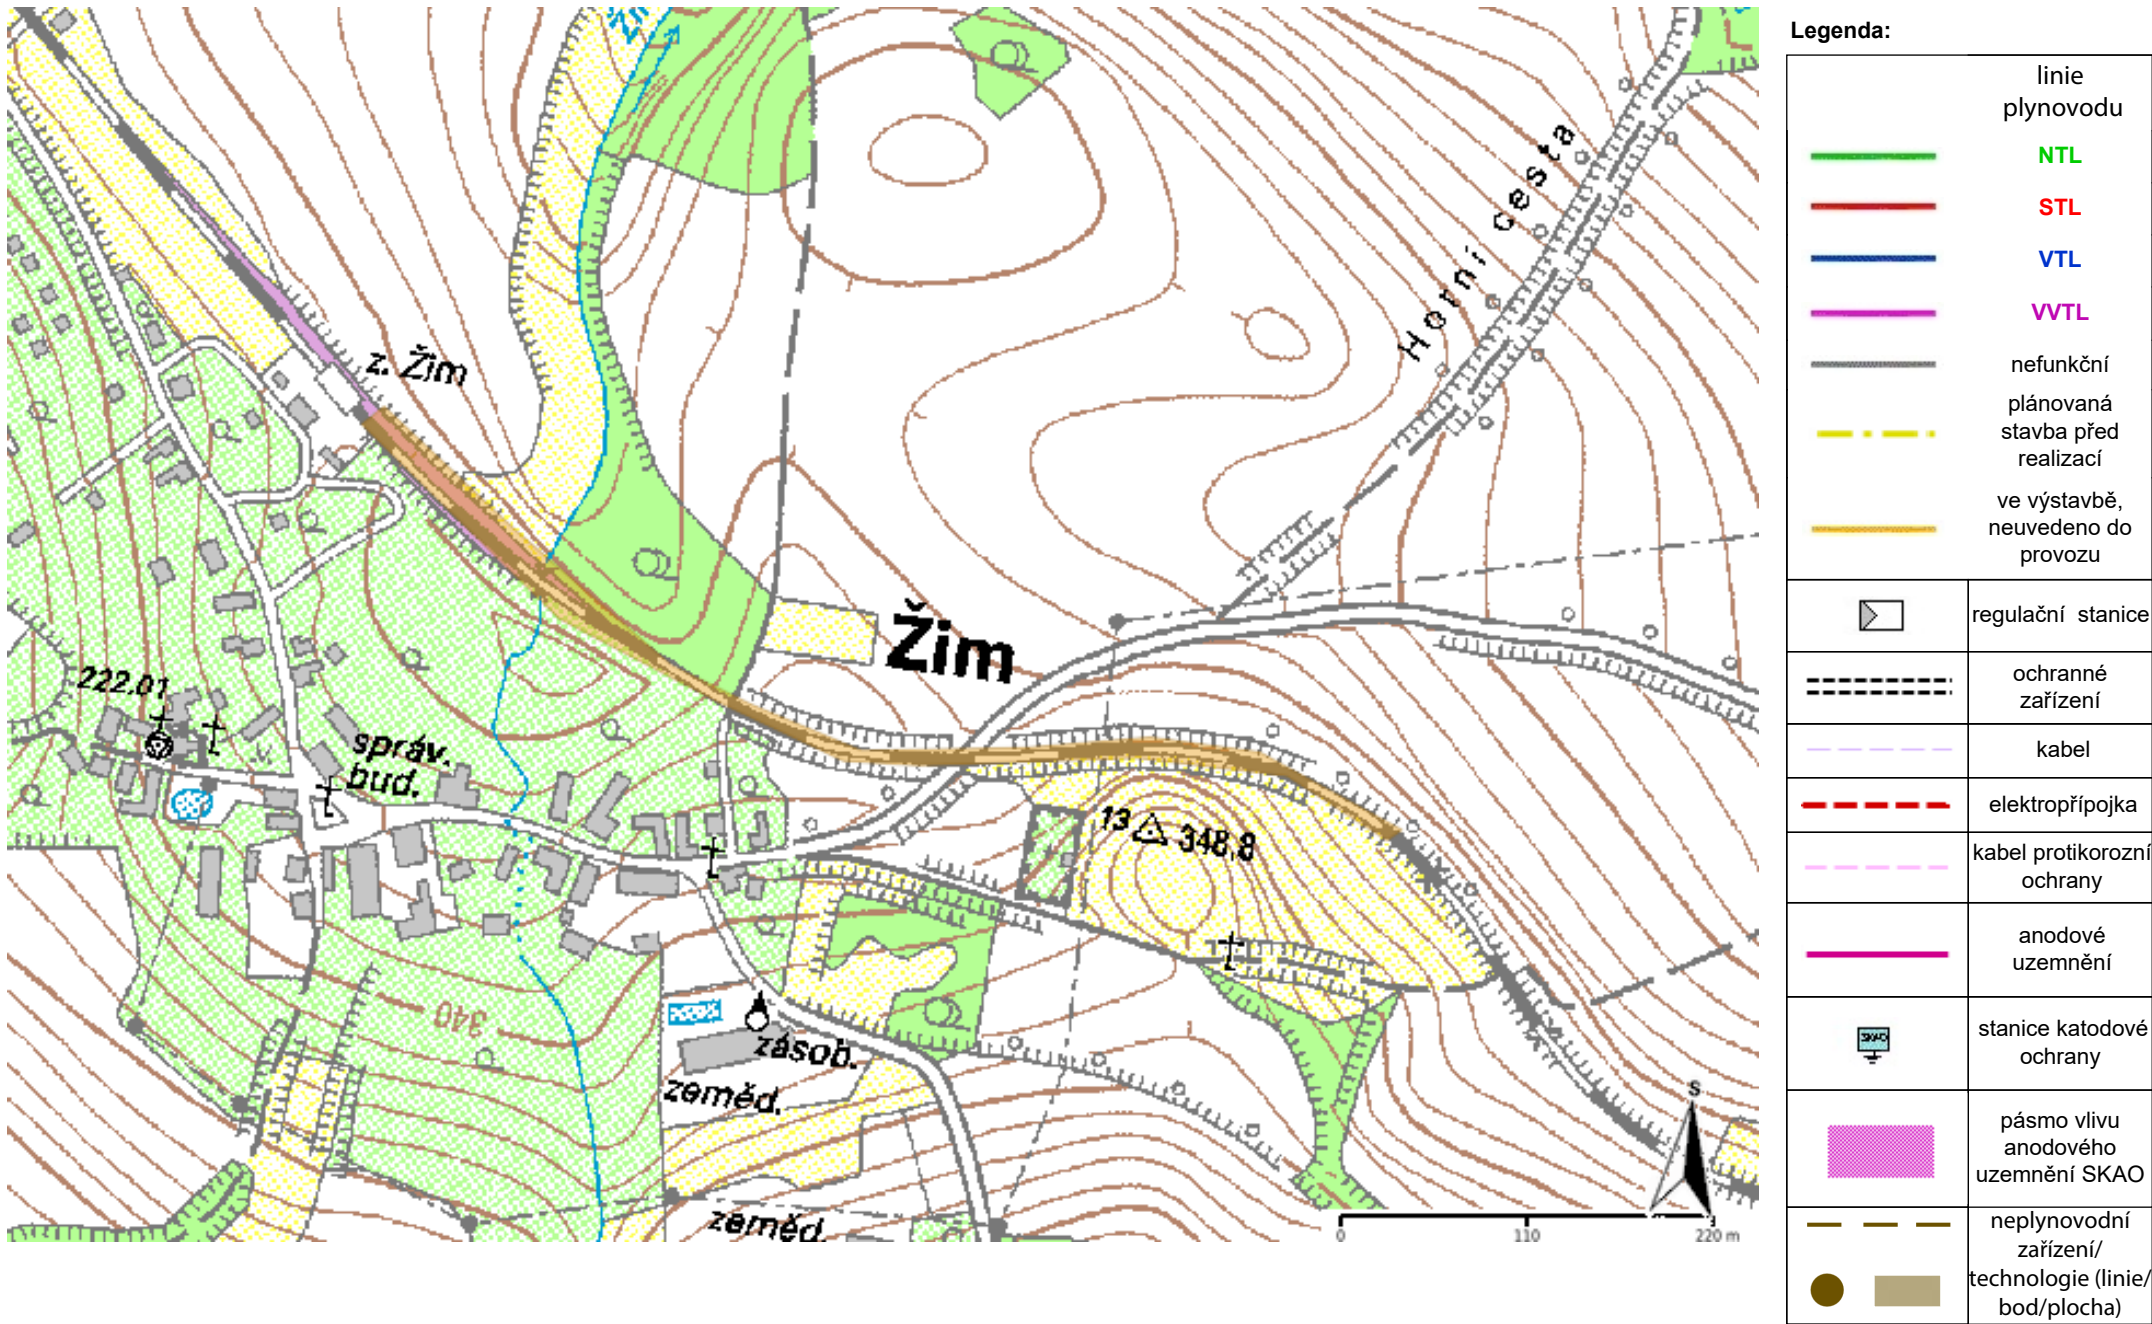 Legenda:
linie
plynovodu
NTL
STL
VTL
VVTL
nefunkční
plánovaná
stavba před
realizací
ve výstavbě,
neuvedeno do
provozu
regulační stanice
ochranné
zařízení
kabel
elektropřípojka
kabel protikorozní
ochrany
anodové
uzemnění
SKAO
stanice katodové
ochrany
pásmo vlivu
anodového
uzemnění SKAO
neplynovodní
zařízení/
technologie (linie/
bod/plocha)
Horní cesta
z. Žim
Žim
222.01
správ.
bud.
13 348,8
340
zásob.
zeměd.
zeměd.
S
0 110 220 m